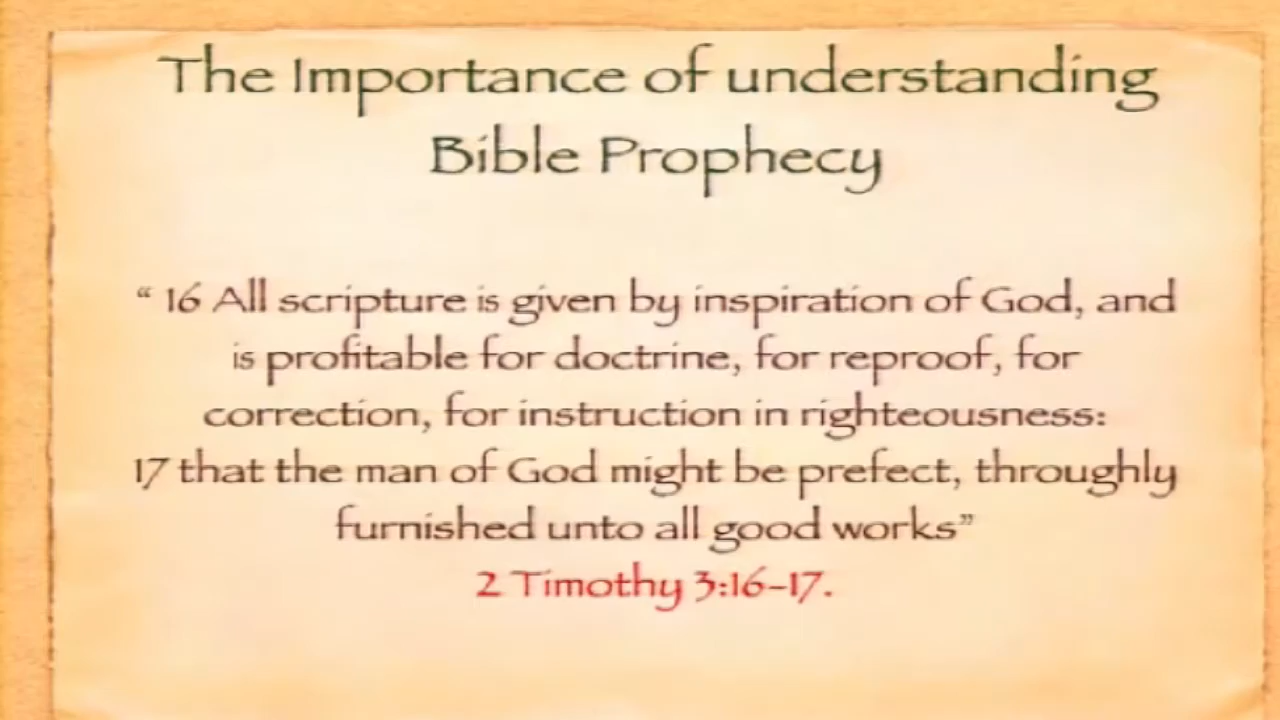 The Importance of understanding
Bible Prophecy
“ 16 All scripture is given by inspiration of God, and
is profitable for doctrine, for reproof, for
correction, for instruction in righteousness:
17 that the man of God might be prefect, throughly
furnished unto all good works”
2 Timothy 3:16-17.